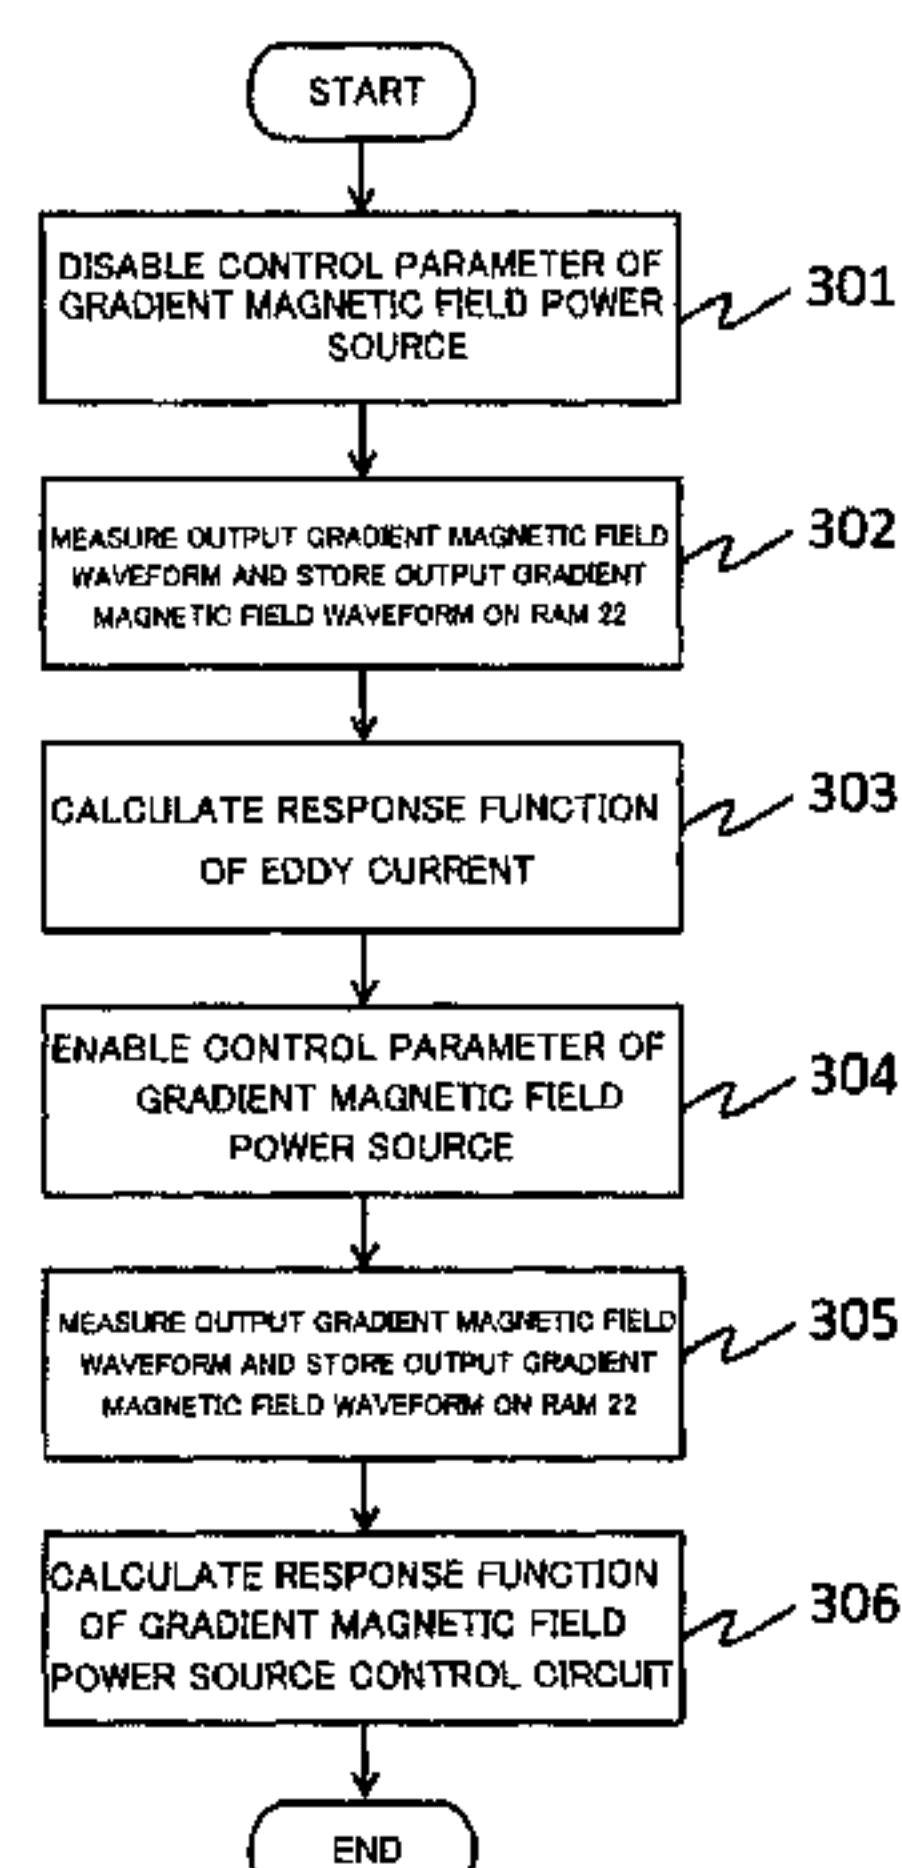 START
DISABLE CONTROL PARAMETER OF
GRADIENT MAGNETIC FIELD POWER
SOURCE
301
MEASURE OUTPUT GRADIENT MAGNETIC FIELD
WAVEFORM AND STORE OUTPUT GRADIENT
MAGNETIC FIELD WAVEFORM ON RAM 22
302
CALCULATE RESPONSE FUNCTION
OF EDDY CURRENT
303
ENABLE CONTROL PARAMETER OF
GRADIENT MAGNETIC FIELD
POWER SOURCE
304
MEASURE OUTPUT GRADIENT MAGNETIC FIELD
WAVEFORM AND STORE OUTPUT GRADIENT
MAGNETIC FIELD WAVEFORM ON RAM 22
305
CALCULATE RESPONSE FUNCTION
OF GRADIENT MAGNETIC FIELD
POWER SOURCE CONTROL CIRCUIT
306
END